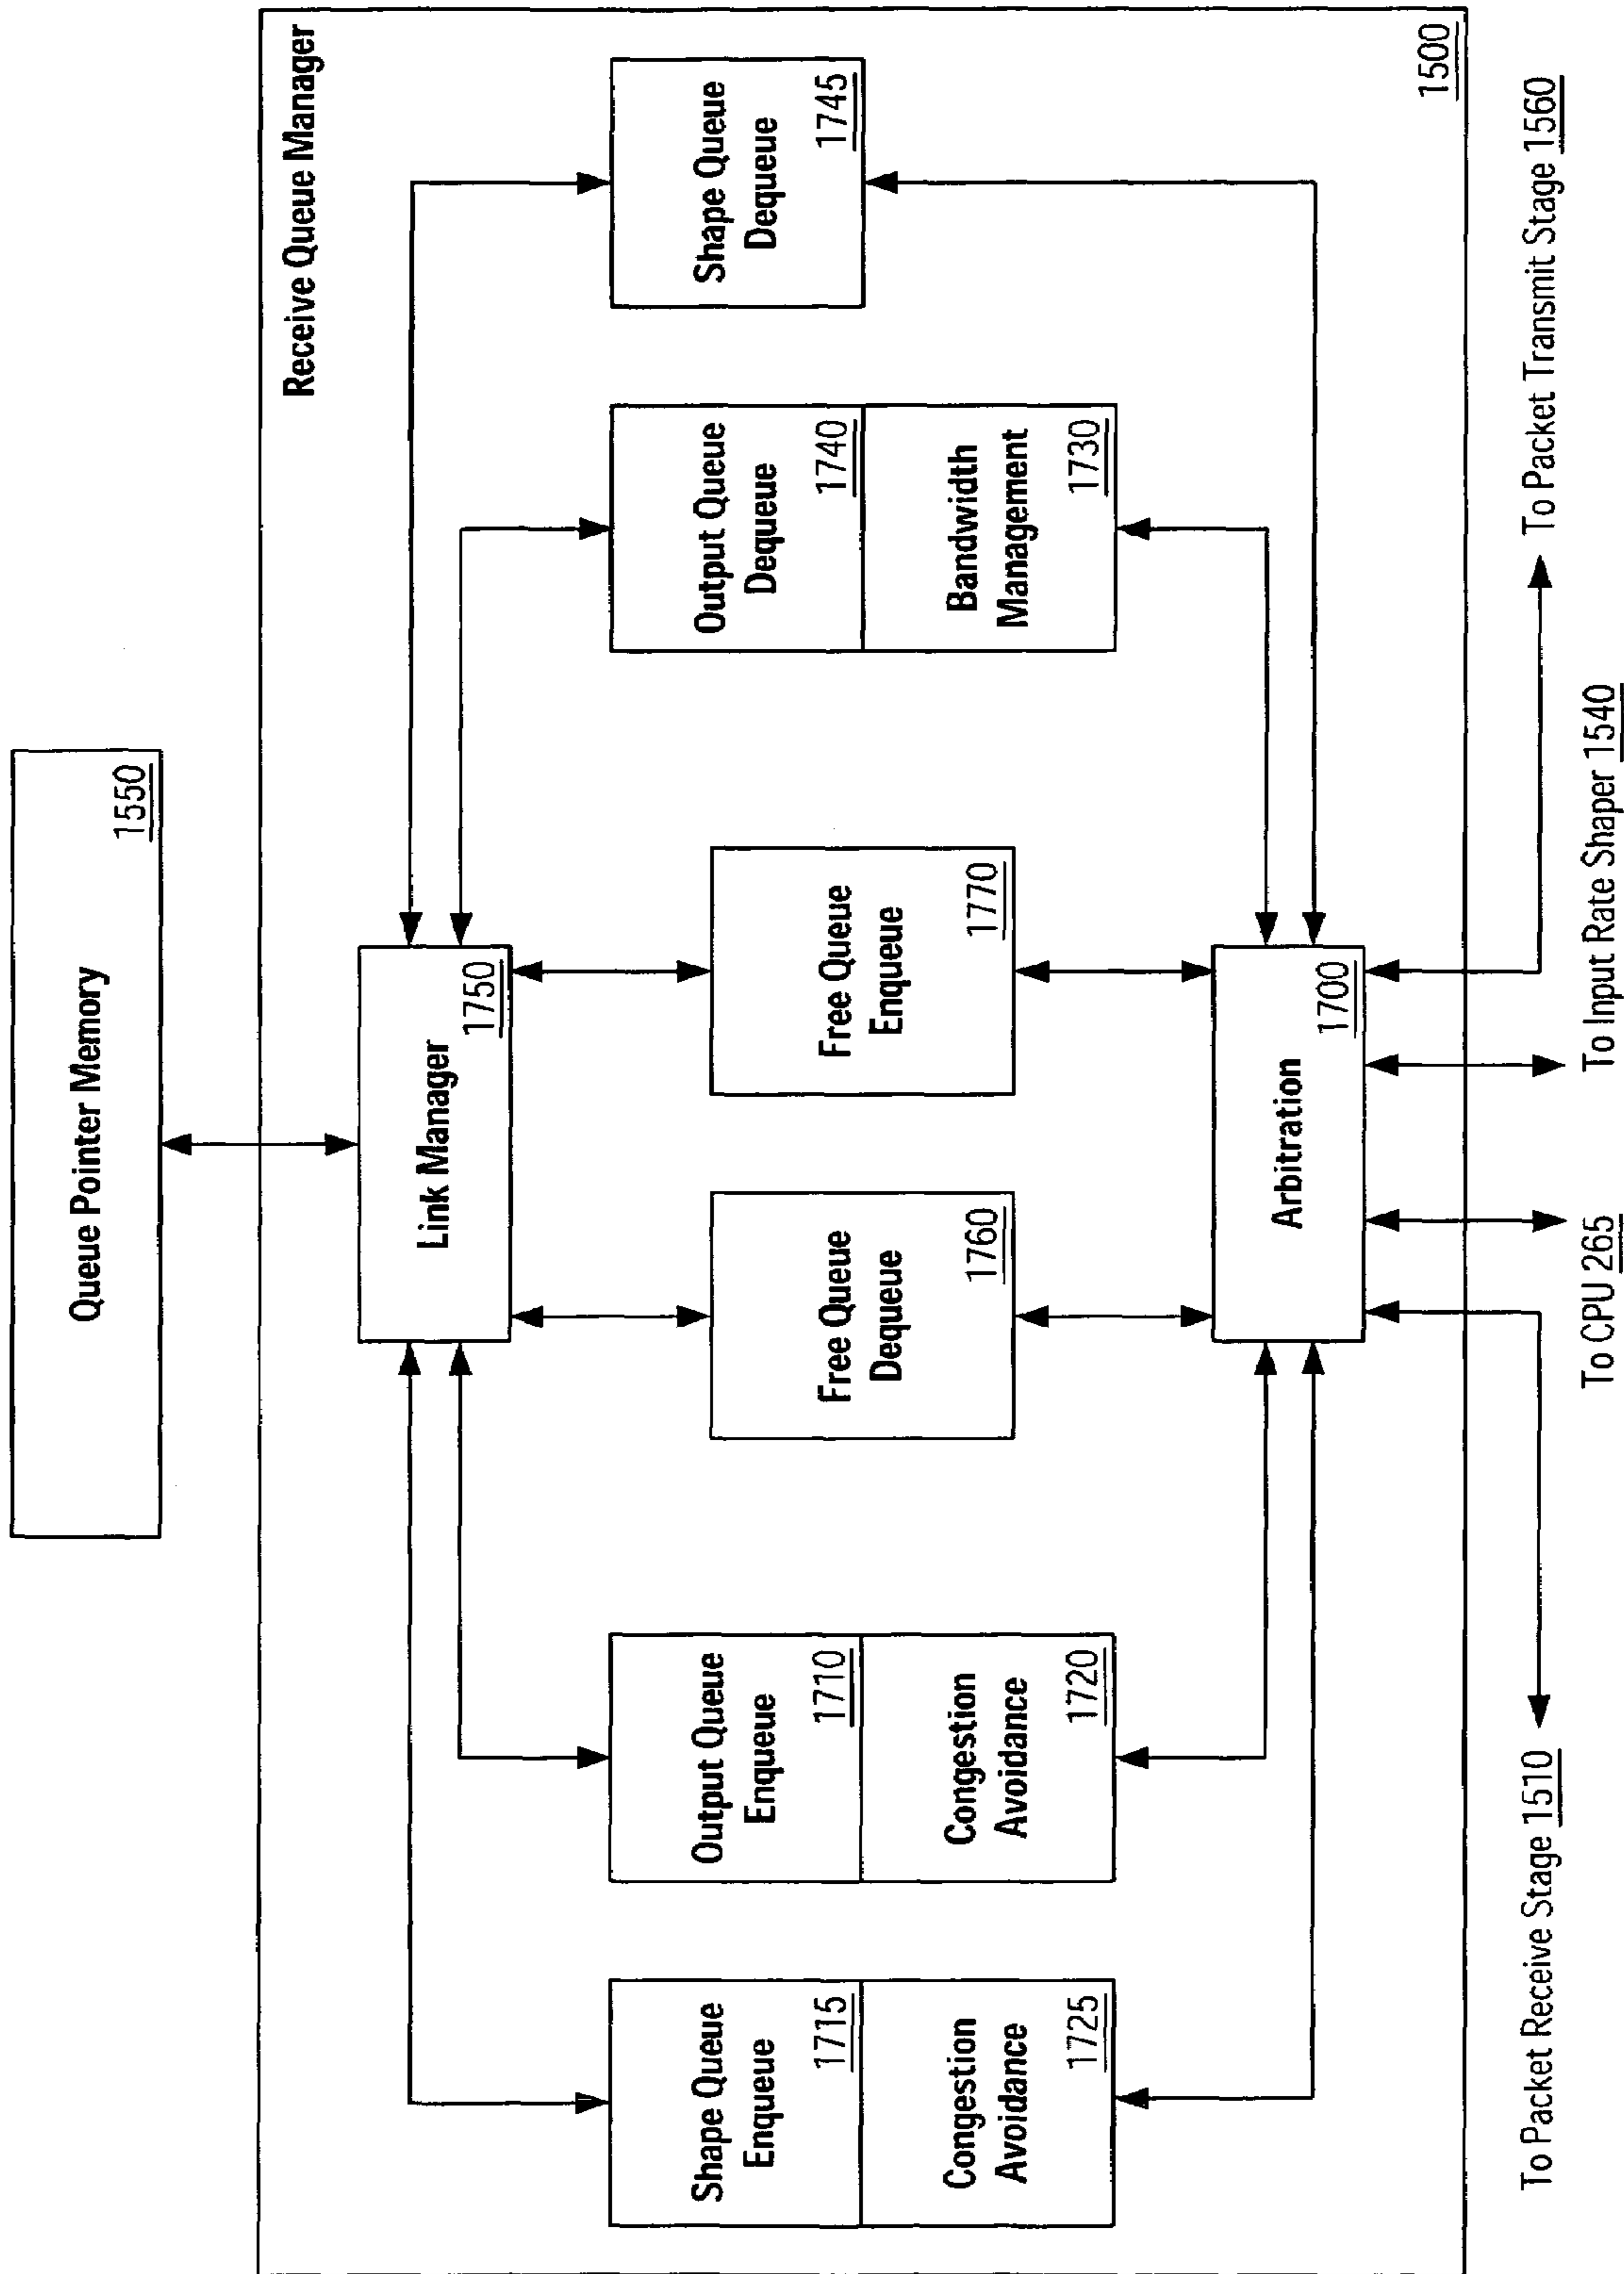 Queue Pointer Memory
1550
Receive Queue Manager
Link Manager
1750
Shape Queue
Enqueue
1715
Congestion
Avoidance
1725
Output Queue
Enqueue
1710
Congestion
Avoidance
1720
Free Queue
Dequeue
1760
Free Queue
Enqueue
1770
Output Queue
Dequeue
1740
Bandwidth
Management
1730
Shape Queue
Dequeue
1745
Arbitration
1700
1500
To Packet Receive Stage 1510
To CPU 265
To Input Rate Shaper 1540
To Packet Transmit Stage 1560